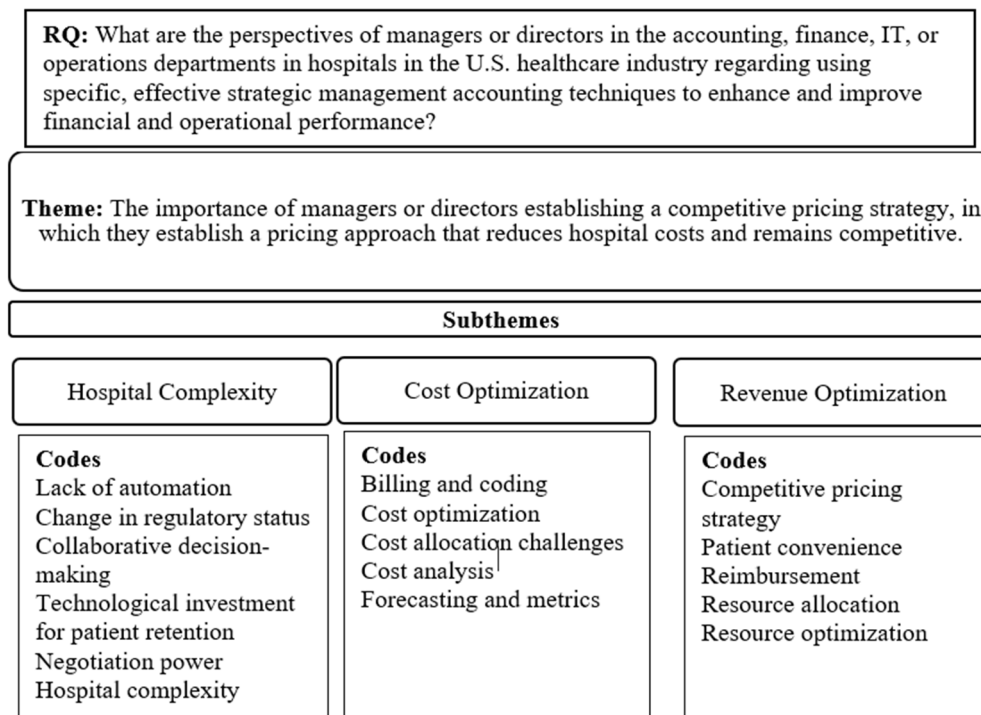 RQ: What are the perspectives of managers or directors in the accounting, finance, IT, or
operations departments in hospitals in the U.S. healthcare industry regarding using
specific, effective strategic management accounting techniques to enhance and improve
financial and operational performance?
Theme: The importance of managers or directors establishing a competitive pricing strategy, in
which they establish a pricing approach that reduces hospital costs and remains competitive.
Subthemes
Hospital Complexity
Codes
Lack of automation
Change in regulatory status
Collaborative decision-
making
Technological investment
for patient retention
Negotiation power
Hospital complexity
Cost Optimization
Codes
Billing and coding
Cost optimization
Cost allocation challenges
Cost analysis
Forecasting and metrics
Revenue Optimization
Codes
Competitive pricing
strategy
Patient convenience
Reimbursement
Resource allocation
Resource optimization